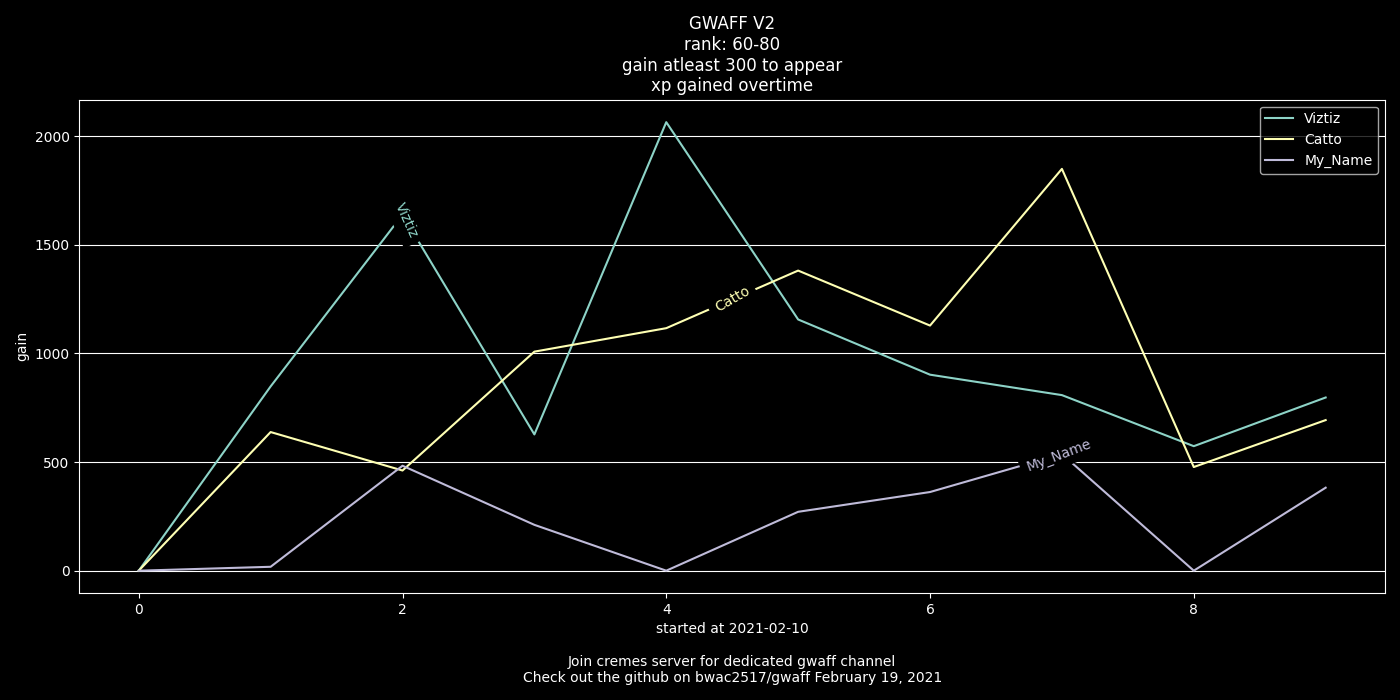 GWAFF V2
rank: 60-80
gain atleast 300 to appear
xp gained overtime
Viztiz
Catto
My_Name
2000
1500
1000
500
0
gain
Viztiz
Catto
My_Name
0
2
4
6
8
started at 2021-02-10
Join cremes server for dedicated gwaff channel
Check out the github on bwac2517/gwaff February 19, 2021